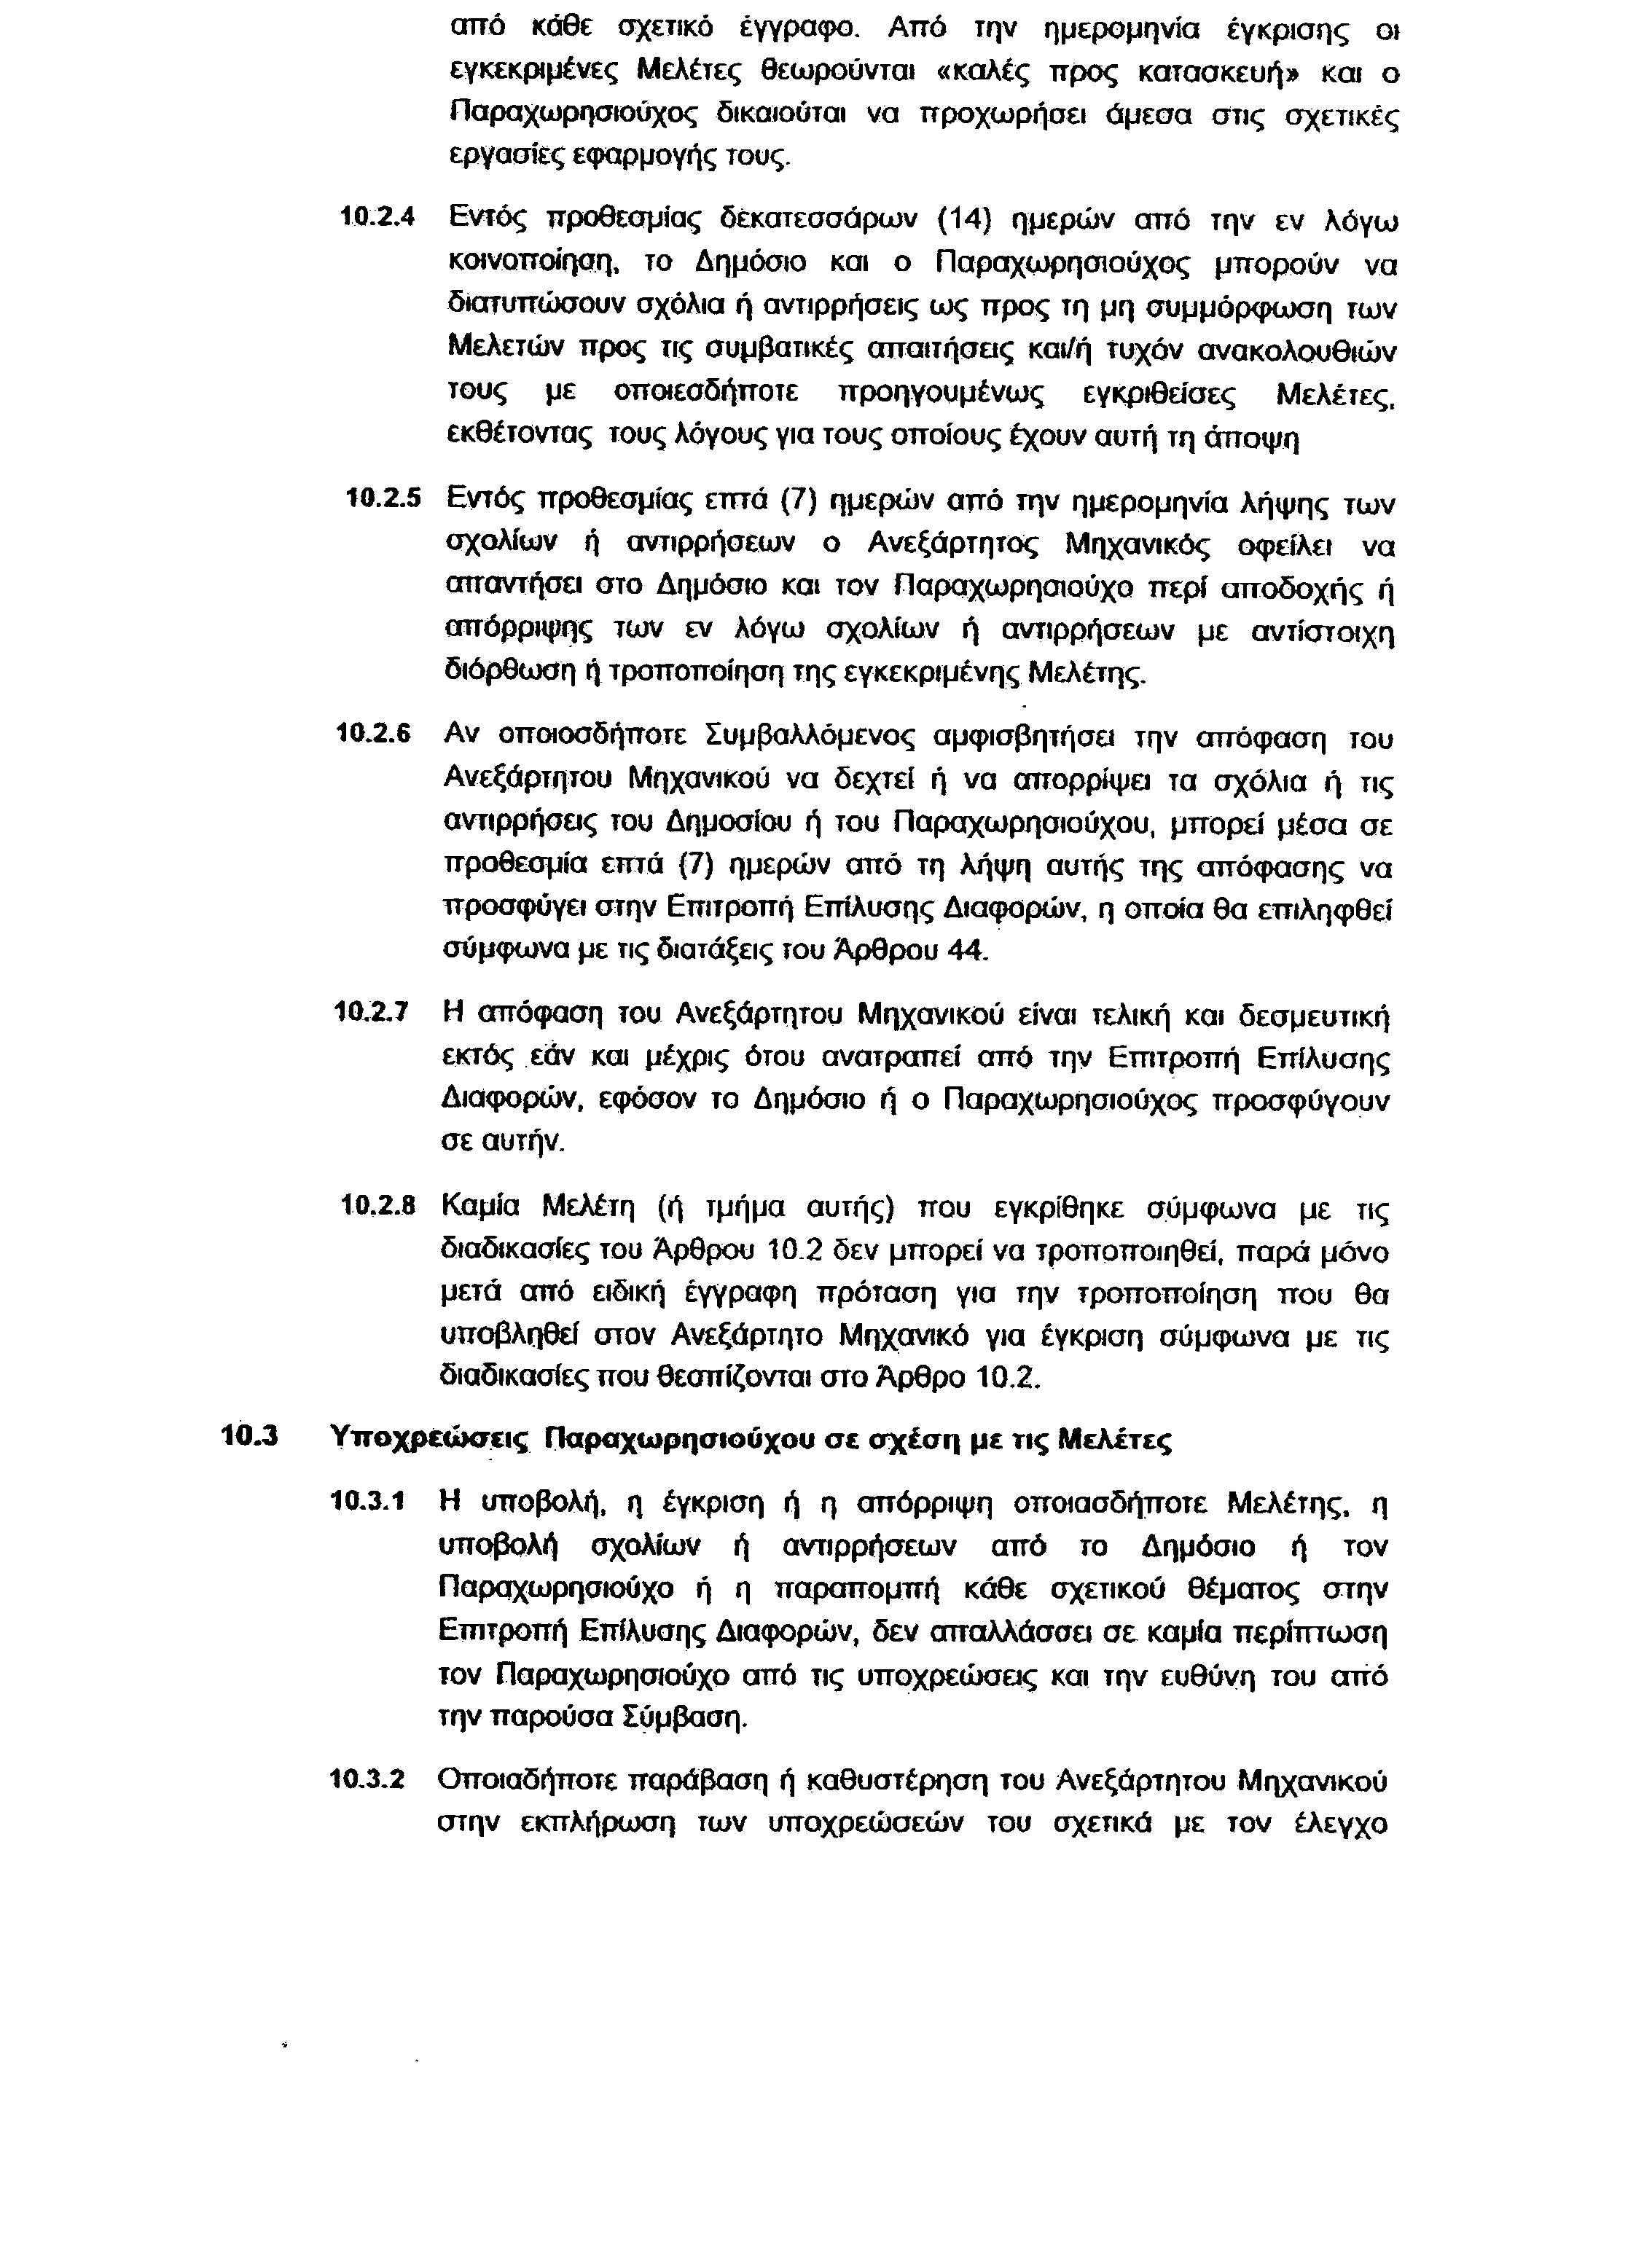 από κάθε σχετικό έγγραφο. Από την ημερομηνία έγκρισης οι
εγκεκριμένες Μελέτες θεωρούνται «καλές προς κατασκευή» και ο
Παραχωρησιούχος δικαιούται να προχωρήσει άμεσα στις σχετικές
εργασίες εφαρμογής τους.
10.2.4 Εντός προθεσμίας δεκατεσσάρων (14) ημερών από την εν λόγω
κοινοποίηση, το Δημόσιο και ο Παραχωρησιούχος μπορούν να
διατυπώσουν σχόλια ή αντιρρήσεις ως προς τη μη συμμόρφωση των
Μελετών προς τις συμβατικές απαιτήσεις και/ή τυχόν ανακολουθιών
τους με οποιεσδήποτε προηγουμένως εγκριθείσες Μελέτες,
εκθέτοντας τους λόγους για τους οποίους έχουν αυτή τη άποψη
10.2.5 Εντός προθεσμίας επτά (7) ημερών από την ημερομηνία λήψης των
σχολίων ή αντιρρήσεων ο Ανεξάρτητος Μηχανικός οφείλει να
απαντήσει στο Δημόσιο και τον Παραχωρησιούχο περί αποδοχής ή
απόρριψης των εν λόγω σχολίων ή αντιρρήσεων με αντίστοιχη
διόρθωση ή τροποποίηση της εγκεκριμένης Μελέτης.
10.2.6 Αν οποιοσδήποτε Συμβαλλόμενος αμφισβητήσει την απόφαση του
Ανεξάρτητου Μηχανικού να δεχτεί ή να απορρίψει τα σχόλια ή τις
αντιρρήσεις του Δημοσίου ή του Παραχωρησιούχου, μπορεί μέσα σε
προθεσμία επτά (7) ημερών από τη λήψη αυτής της απόφασης να
προσφύγει στην Επιτροπή Επίλυσης Διαφορών, η οποία θα επιληφθεί
σύμφωνα με τις διατάξεις του Άρθρου 44.
10.2.7 Η απόφαση του Ανεξάρτητου Μηχανικού είναι τελική και δεσμευτική
εκτός εάν και μέχρις ότου ανατραπεί από την Επιτροπή Επίλυσης
Διαφορών, εφόσον το Δημόσιο ή ο Παραχωρησιούχος προσφύγουν
σε αυτήν.
10.2.8 Καμία Μελέτη (ή τμήμα αυτής) που εγκρίθηκε σύμφωνα με τις
διαδικασίες του Άρθρου 10.2 δεν μπορεί να τροποποιηθεί, παρά μόνο
μετά από ειδική έγγραφη πρόταση για την τροποποίηση που θα
υποβληθεί στον Ανεξάρτητο Μηχανικό για έγκριση σύμφωνα με τις
διαδικασίες που θεσπίζονται στο Άρθρο 10.2.
10.3 Υποχρεώσεις Παραχωρησιούχου σε σχέση με τις Μελέτες
10.3.1 Η υποβολή, η έγκριση ή η απόρριψη οποιασδήποτε Μελέτης, η
υποβολή σχολίων ή αντιρρήσεων από το Δημόσιο ή τον
Παραχωρησιούχο ή η παραπομπή κάθε σχετικού θέματος στην
Επιτροπή Επίλυσης Διαφορών, δεν απαλλάσσει σε καμία περίπτωση
τον Παραχωρησιούχο από τις υποχρεώσεις και την ευθύνη του από
την παρούσα Σύμβαση.
10.3.2 Οποιαδήποτε παράβαση ή καθυστέρηση του Ανεξάρτητου Μηχανικού
στην εκπλήρωση των υποχρεώσεών του σχετικά με τον έλεγχο